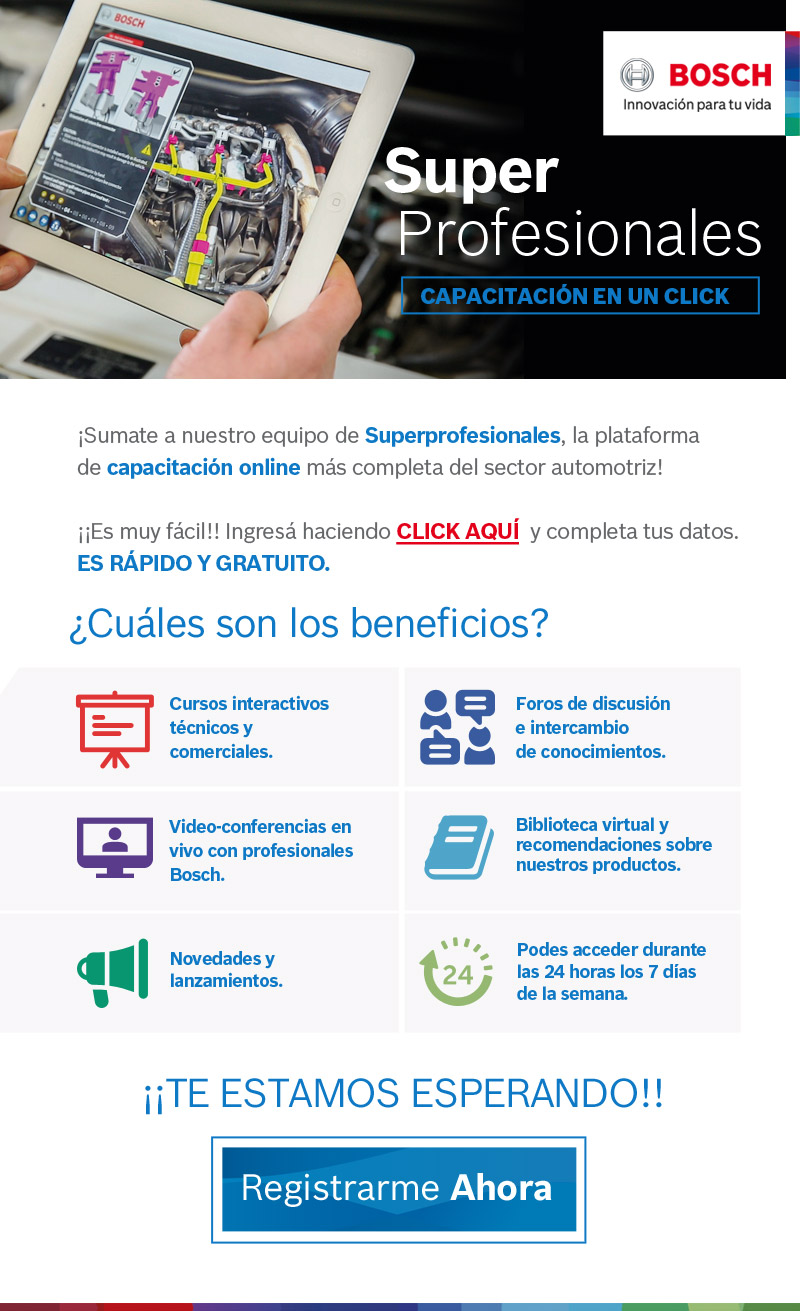 BOSCH
BOSCH
Innovación para tu vida
Super
Profesionales
CAPACITACIÓN EN UN CLICK
¡Sumate a nuestro equipo de Superprofesionales, la plataforma
de capacitación online más completa del sector automotriz!
¡¡Es muy fácil!! Ingresá haciendo CLICK AQUÍ y completa tus datos.
ES RÁPIDO Y GRATUITO.
¿Cuáles son los beneficios?
Cursos interactivos
técnicos y
comerciales.
Foros de discusión
e intercambio
de conocimientos.
Video-conferencias en
vivo con profesionales
Bosch.
Biblioteca virtual y
recomendaciones sobre
nuestros productos.
Novedades y
lanzamientos.
24
Podes acceder durante
las 24 horas los 7 días
de la semana.
¡¡TE ESTAMOS ESPERANDO!!
Registrarme Ahora